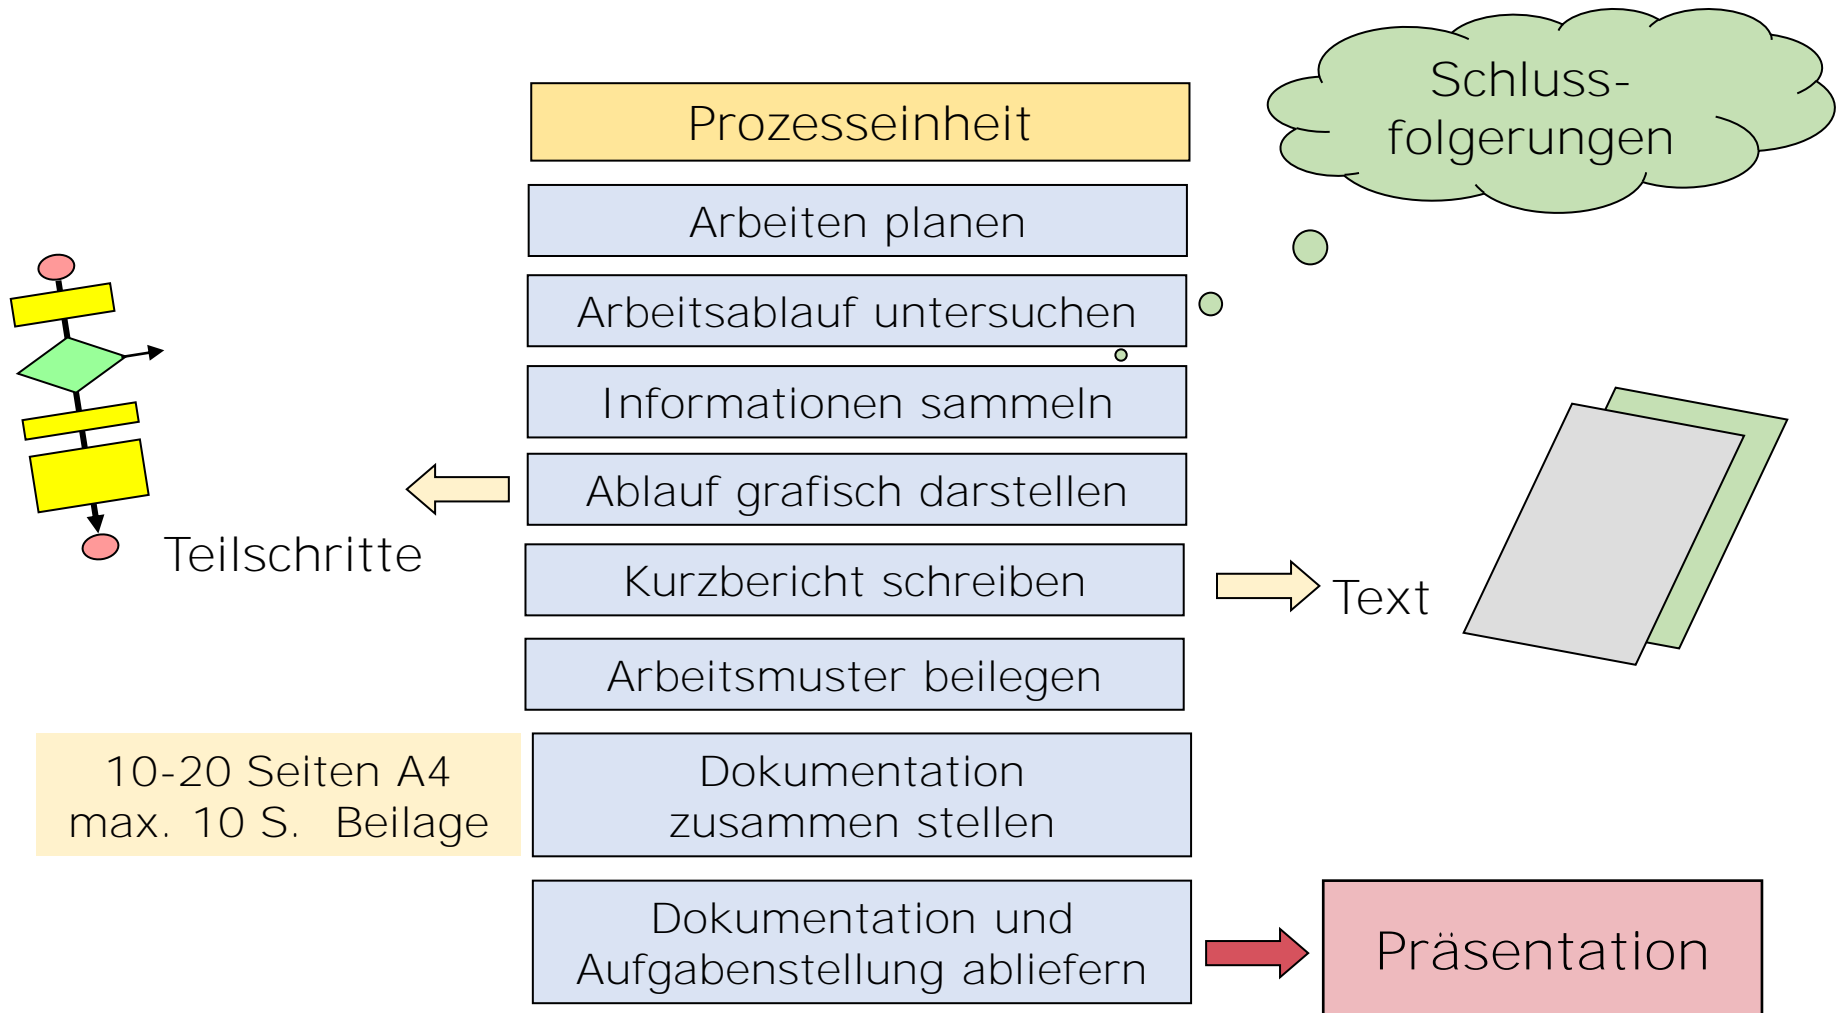 Schluss-
folgerungen
Prozesseinheit
Arbeiten planen
Arbeitsablauf untersuchen
Informationen sammeln
Ablauf grafisch darstellen
Teilschritte
Kurzbericht schreiben
Text
Arbeitsmuster beilegen
10-20 Seiten A4
max. 10 S. Beilage
Dokumentation
zusammen stellen
Dokumentation und
Aufgabenstellung abliefern
Präsentation